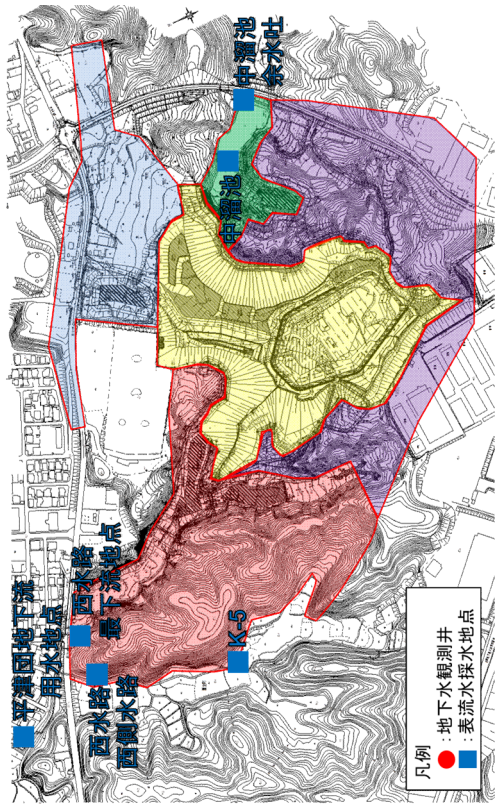 中溜池
余水吐
中溜池
平津団地下流
用水地点
西水路
最下流地点
西水路
西側水路
K-5
凡例
:地下水観測井
:表流水採水地点